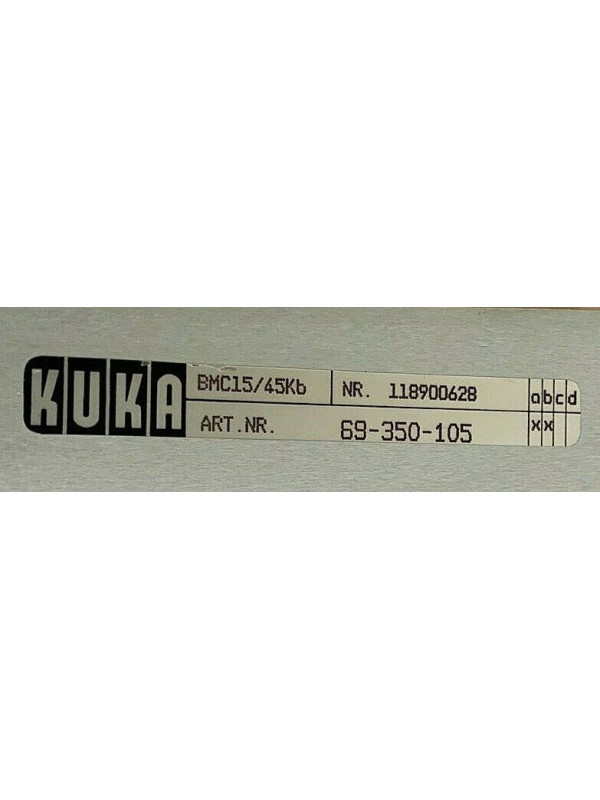 KUKA BMC15/45Kb NR. 118900628 abcd
ART.NR. 69-350-105 xx